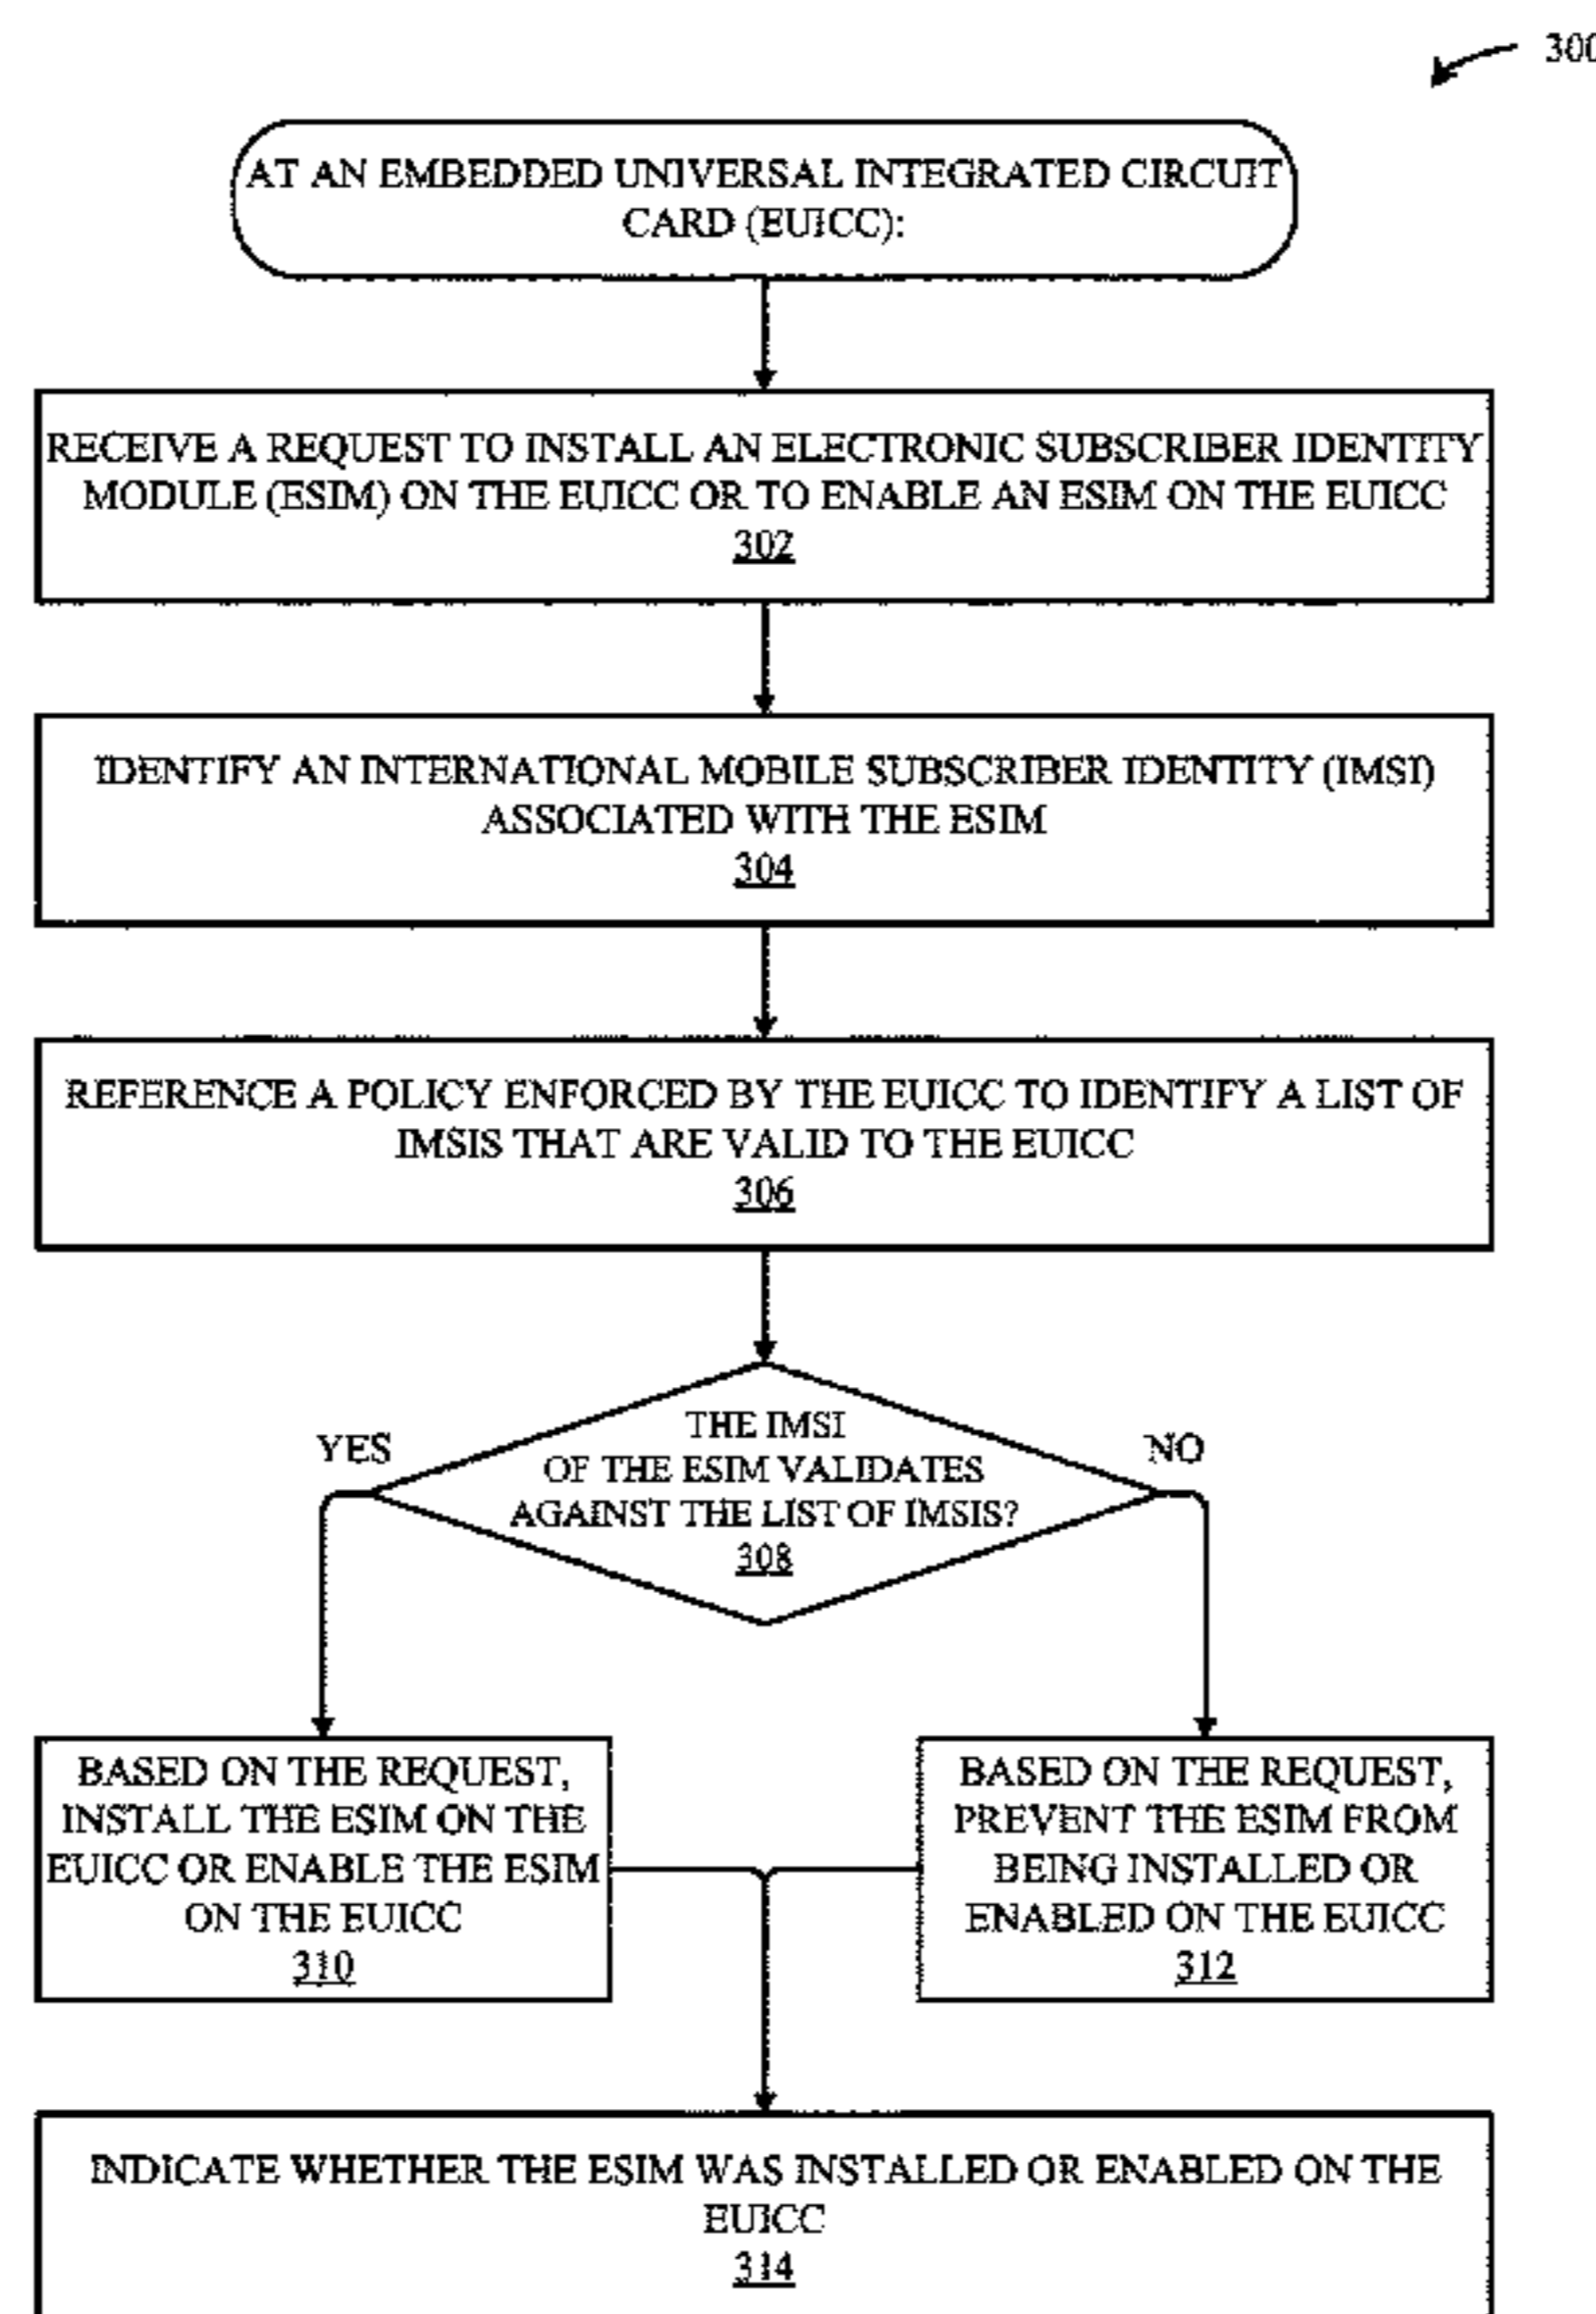 300
AT AN EMBEDDED UNIVERSAL INTEGRATED CIRCUIT
CARD (EUICC):
RECEIVE A REQUEST TO INSTALL AN ELECTRONIC SUBSCRIBER IDENTITY
MODULE (ESIM) ON THE EUICC OR TO ENABLE AN ESIM ON THE EUICC
302
IDENTIFY AN INTERNATIONAL MOBILE SUBSCRIBER IDENTITY (IMSI)
ASSOCIATED WITH THE ESIM
304
REFERENCE A POLICY ENFORCED BY THE EUICC TO IDENTIFY A LIST OF
IMSIS THAT ARE VALID TO THE EUICC
306
THE IMSI
OF THE ESIM VALIDATES
AGAINST THE LIST OF IMSIS?
308
YES
NO
BASED ON THE REQUEST,
INSTALL THE ESIM ON THE
EUICC OR ENABLE THE ESIM
ON THE EUICC
310
BASED ON THE REQUEST,
PREVENT THE ESIM FROM
BEING INSTALLED OR
ENABLED ON THE EUICC
312
INDICATE WHETHER THE ESIM WAS INSTALLED OR ENABLED ON THE
EUICC
314